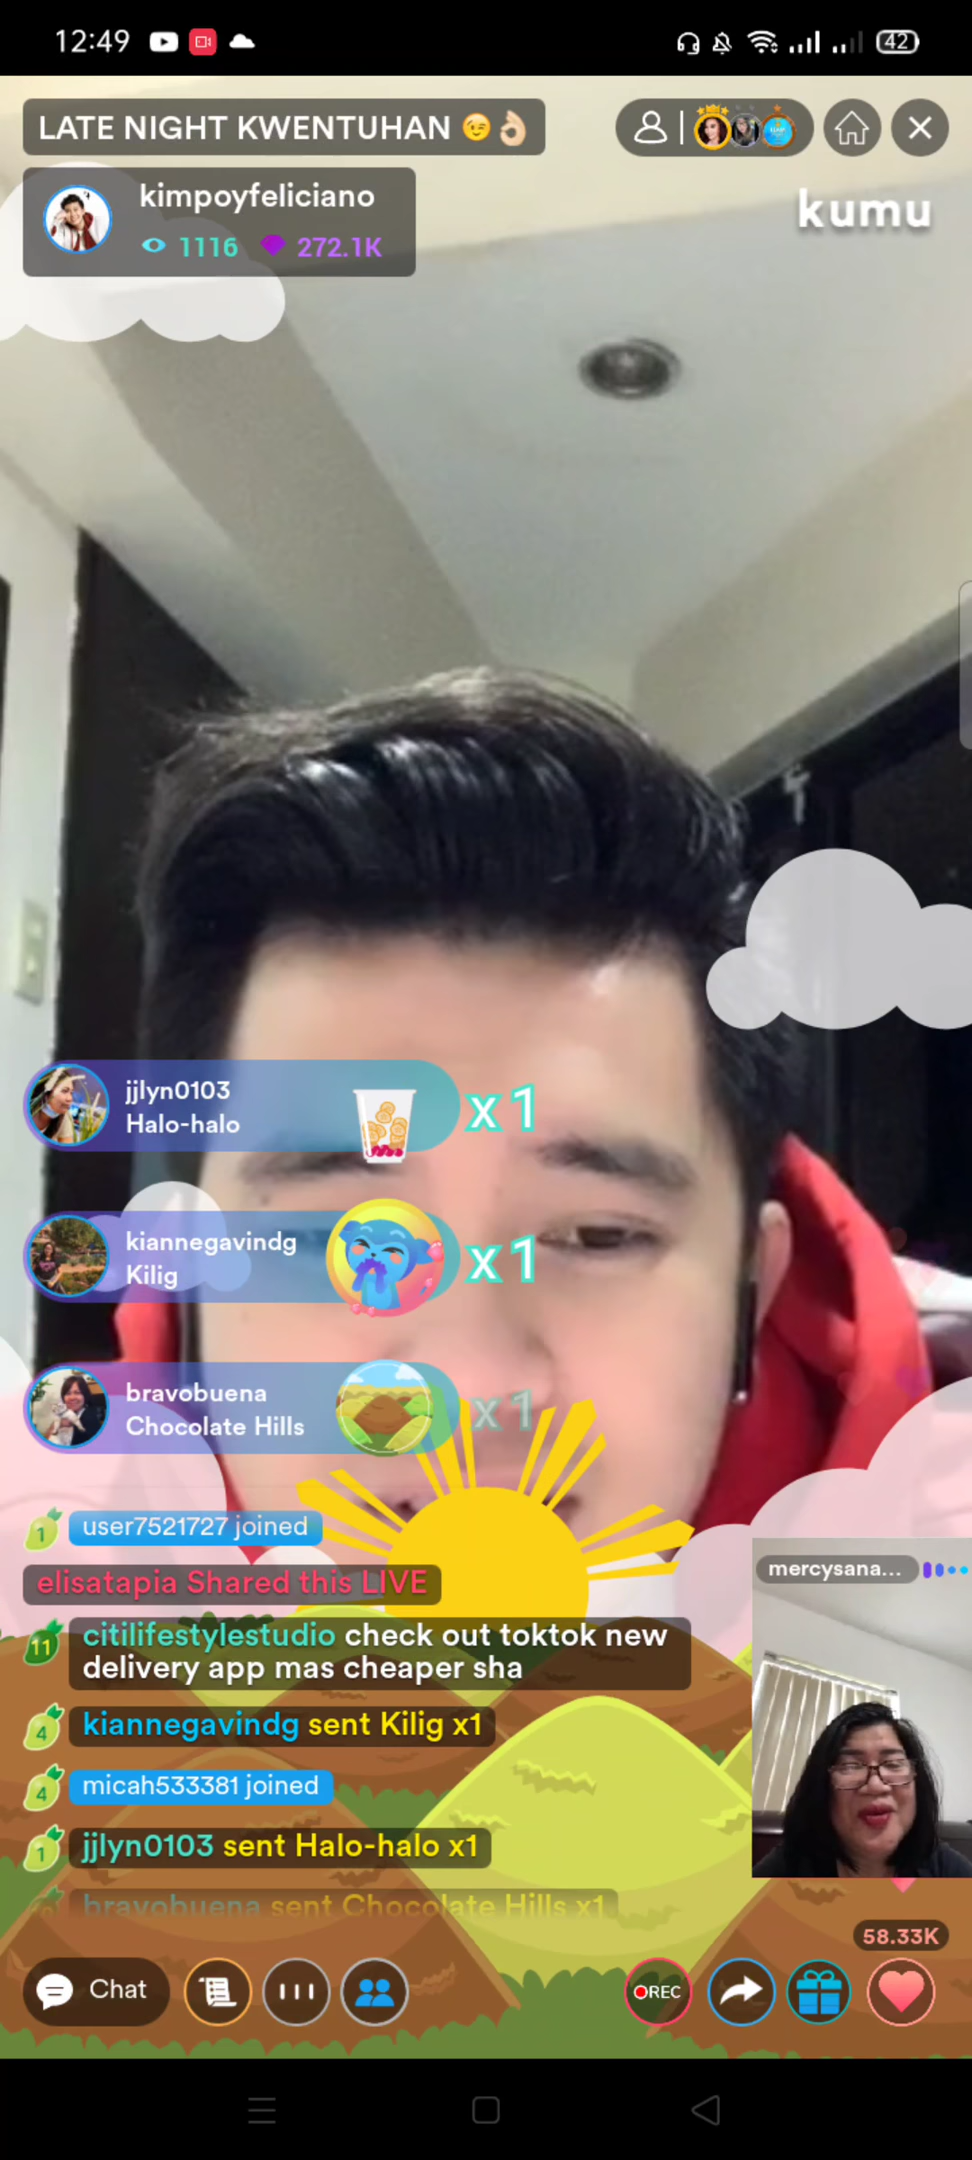 12:49
42
LATE NIGHT KWENTUHAN 😉👌🏼
kimpoyfeliciano
1116 272.1K
kumu
jjlyn0103
Halo-halo
x1
kiannegavindg
Kilig
x1
bravobuena
Chocolate Hills
x1
1 user7521727 joined
elisatapia Shared this LIVE
11 citilifestylestudio check out toktok new
delivery app mas cheaper sha
mercysana...
4 kiannegavindg sent Kilig x1
4 micah533381 joined
1 jjlyn0103 sent Halo-halo x1
bravobuena sent Chocolate Hills x1
58.33K
Chat
REC